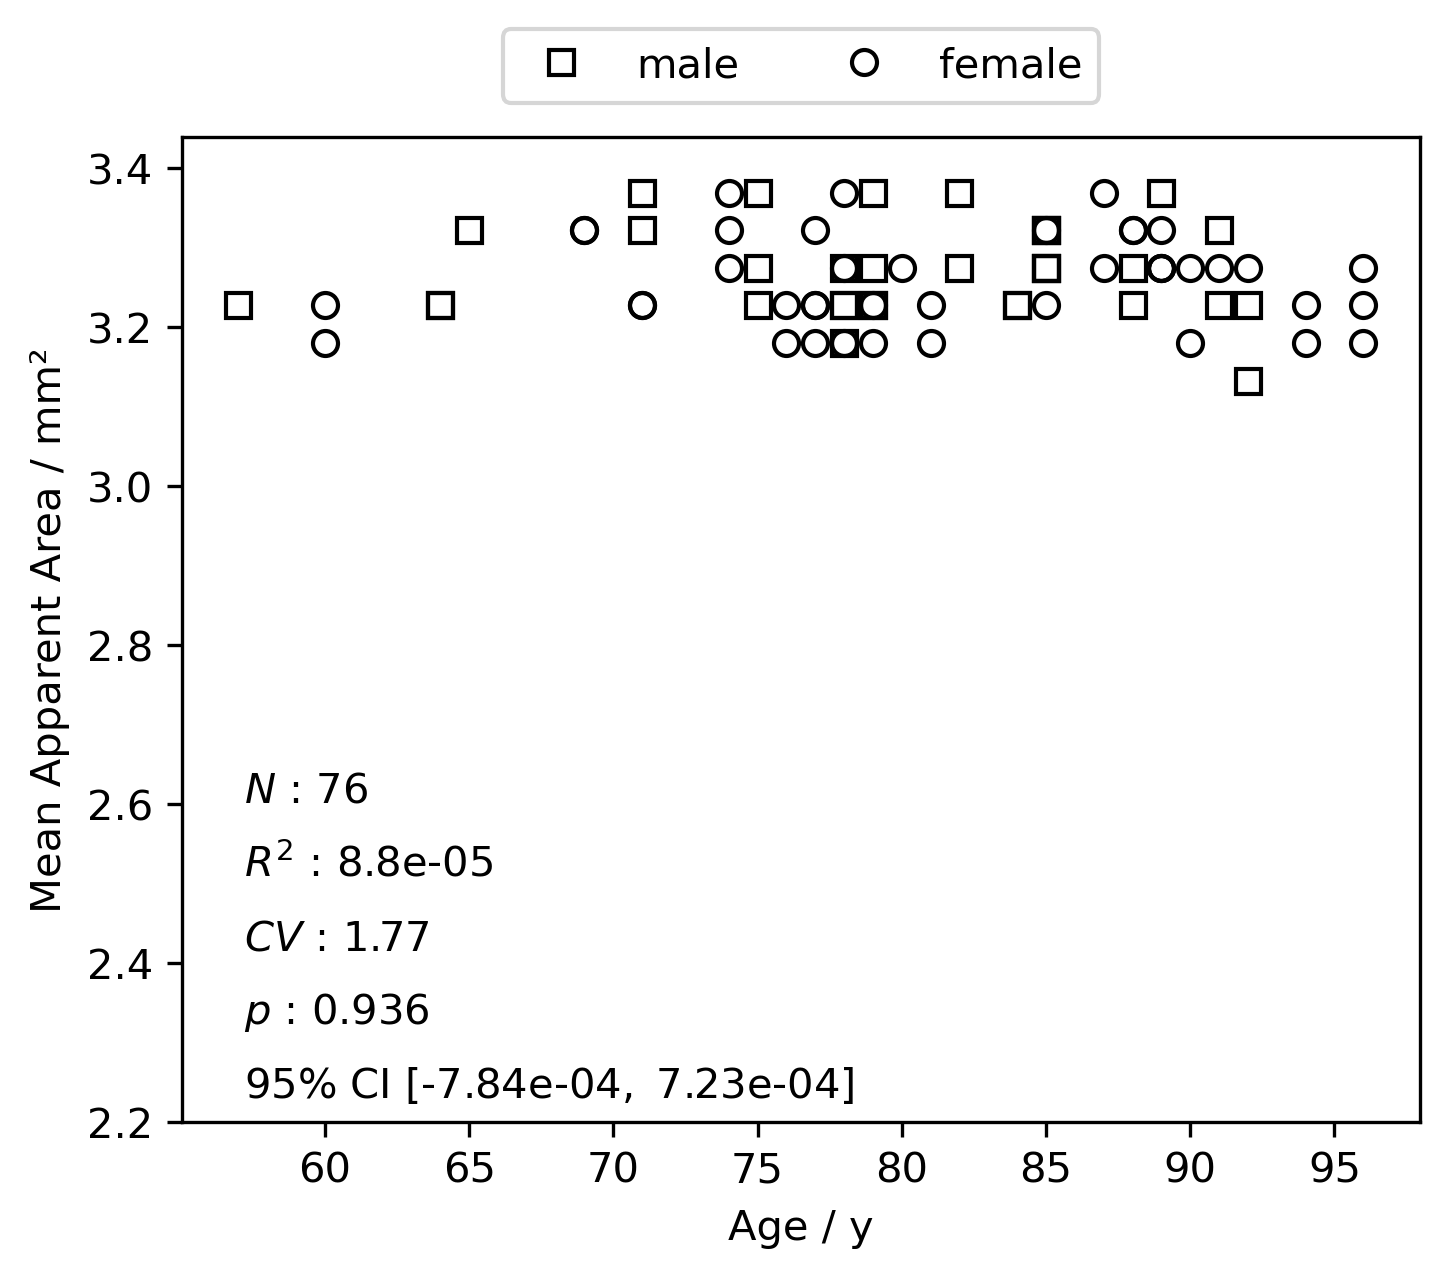 male female
3.4
3.2
3.0
2.8
2.6
2.4
2.2
Mean Apparent Area / mm²
N : 76
R² : 8.8e-05
CV : 1.77
p : 0.936
95% CI [-7.84e-04, 7.23e-04]
60 65 70 75 80 85 90 95
Age / y